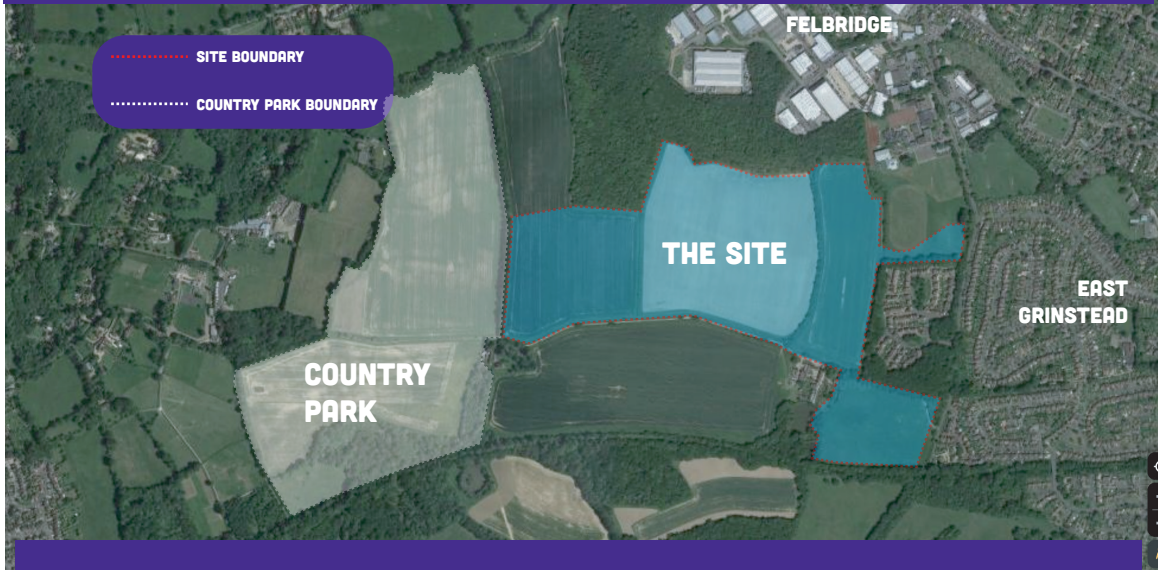 FELBRIDGE
SITE BOUNDARY
COUNTRY PARK BOUNDARY
THE SITE
EAST
GRINSTEAD
COUNTRY
PARK